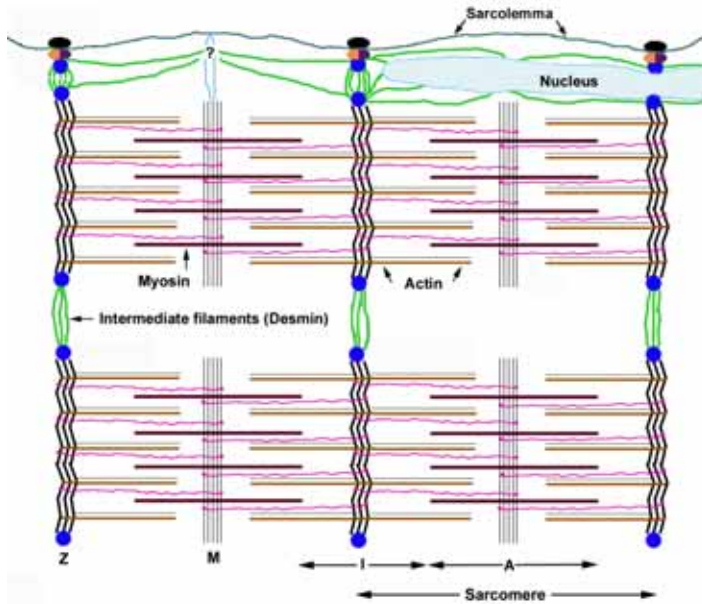 Sarcolemma
?
Nucleus
Myosin
Actin
Intermediate filaments (Desmin)
Z
M
I
A
Sarcomere